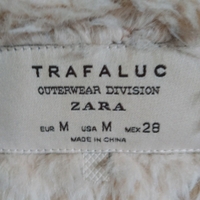 TRAFALUC
OUTERWEAR DIVISION
ZARA
EUR M USA M MEX 28
MADE IN CHINA